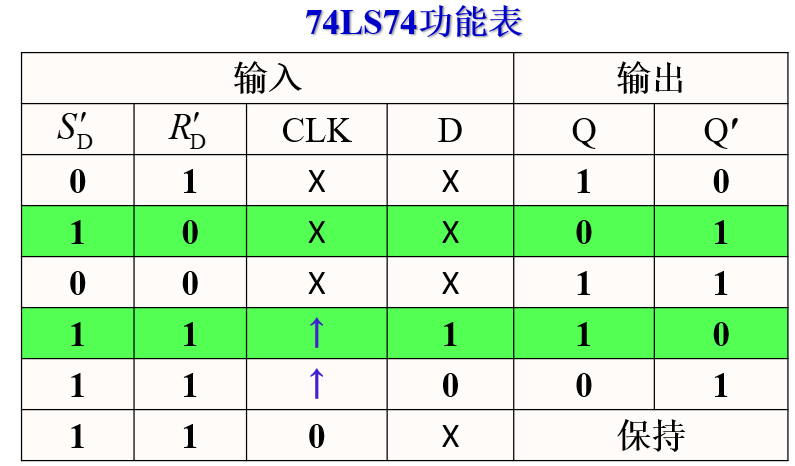 74LS74功能表
输入 输出
S′D R′D CLK D Q Q′
0 1 X X 1 0
1 0 X X 0 1
0 0 X X 1 1
1 1 ↑ 1 1 0
1 1 ↑ 0 0 1
1 1 0 X 保持